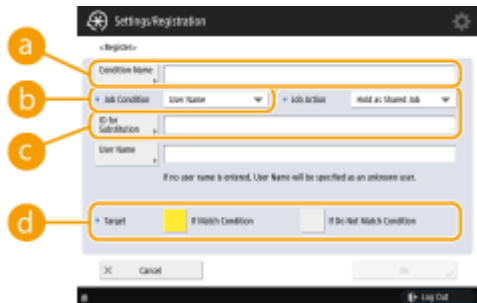 Settings/Registration
<Register>
a
Condition Name
b
Job Condition User Name Job Action Hold as Shared Job
c
ID for
Substitution
User Name
If no user name is entered, User Name will be specified as an unknown user.
d
Target If Match Condition If Do Not Match Condition
Cancel OK
Log Out